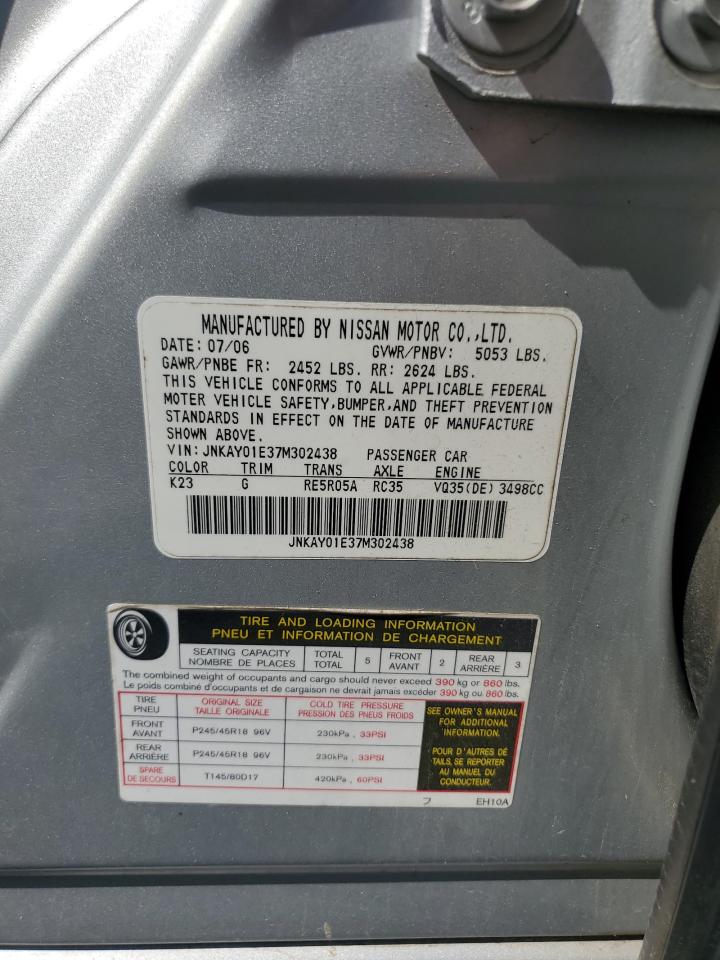 MANUFACTURED BY NISSAN MOTOR CO.,LTD.
DATE: 07/06 GVWR/PNBV: 5053 LBS.
GAWR/PNBE FR: 2452 LBS. RR: 2624 LBS.
THIS VEHICLE CONFORMS TO ALL APPLICABLE FEDERAL
MOTER VEHICLE SAFETY,BUMPER,AND THEFT PREVENTION
STANDARDS IN EFFECT ON THE DATE OF MANUFACTURE
SHOWN ABOVE.
VIN: JNKAY01E37M302438 PASSENGER CAR
COLOR TRIM TRANS AXLE ENGINE
K23 G RE5R05A RC35 VQ35(DE) 3498CC
JNKAY01E37M302438
TIRE AND LOADING INFORMATION
PNEU ET INFORMATION DE CHARGEMENT
SEATING CAPACITY TOTAL 5 FRONT 2 REAR 3
NOMBRE DE PLACES TOTAL AVANT ARRIÈRE
The combined weight of occupants and cargo should never exceed 390 kg or 860 lbs.
Le poids combiné d'occupants et de cargaison ne devrait jamais excéder 390 kg ou 860 lbs.
TIRE ORIGINAL SIZE COLD TIRE PRESSURE
PNEU TAILLE ORIGINALE PRESSION DES PNEUS FROIDS
FRONT
AVANT P245/45R18 96V 230kPa , 33PSI
REAR
ARRIÈRE P245/45R18 96V 230kPa , 33PSI
SPARE
DE SECOURS T145/80D17 420kPa , 60PSI
SEE OWNER'S MANUAL
FOR ADDITIONAL
INFORMATION.
POUR D'AUTRES DÉ
TAILS, SE REPORTER
AU MANUEL DU
CONDUCTEUR.
EH10A